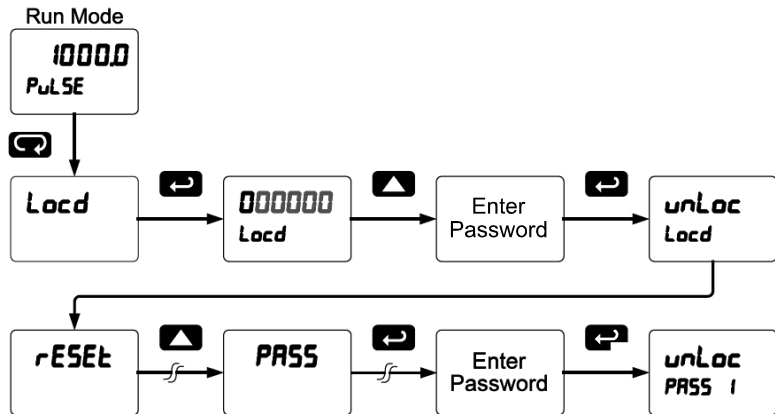 Run Mode
1000.0
PuLSE
Locd
000000
Locd
Enter
Password
unLoc
Locd
rESEt
PASS
Enter
Password
unLoc
PASS 1